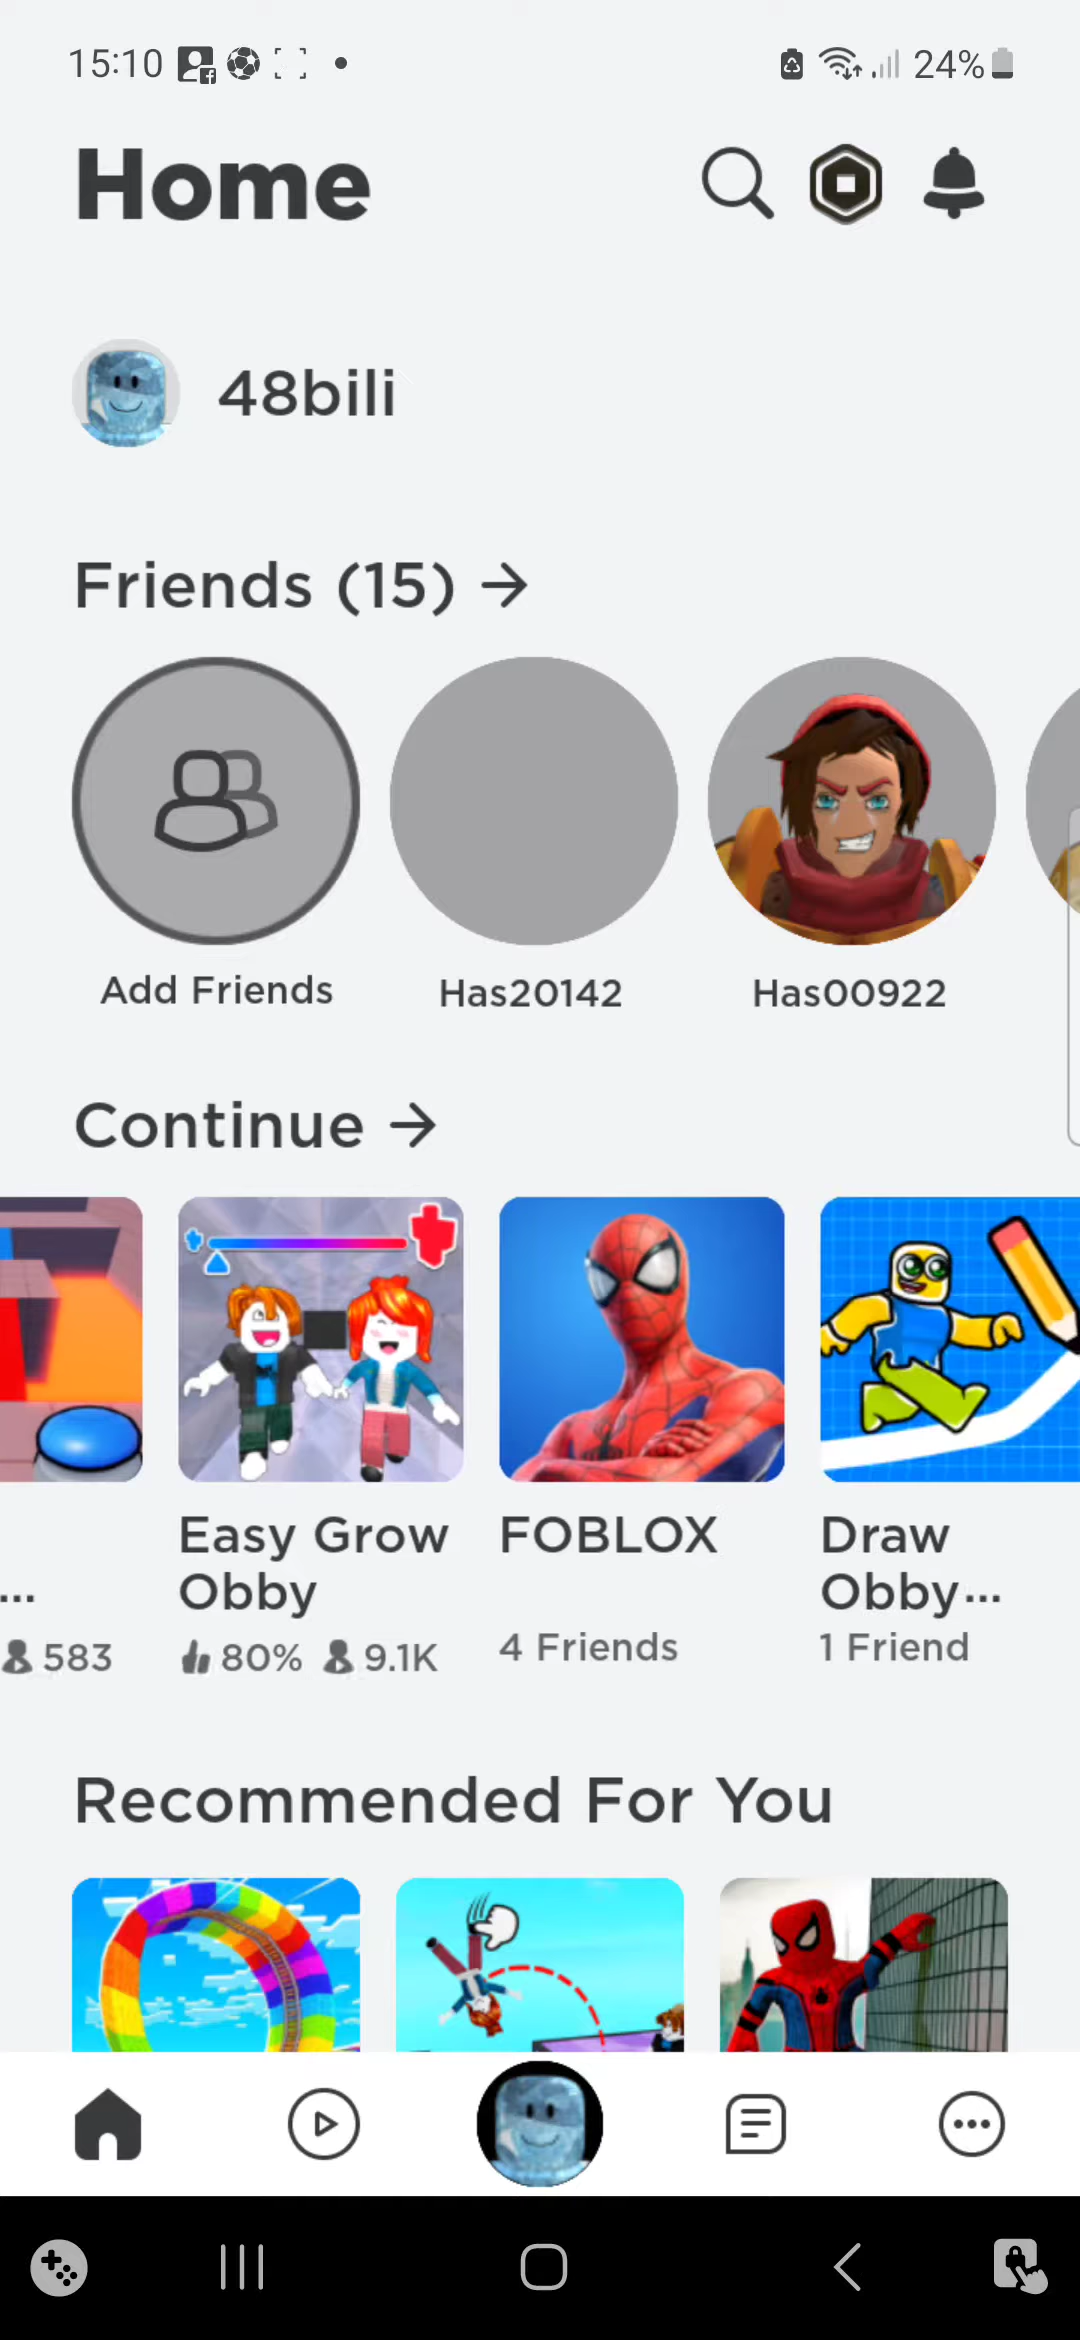 15:10
24%
Home
48bili
Friends (15) →
Add Friends
Has20142
Has00922
Continue →
...
583
Easy Grow
Obby
80% 9.1K
FOBLOX
4 Friends
Draw
Obby...
1 Friend
Recommended For You